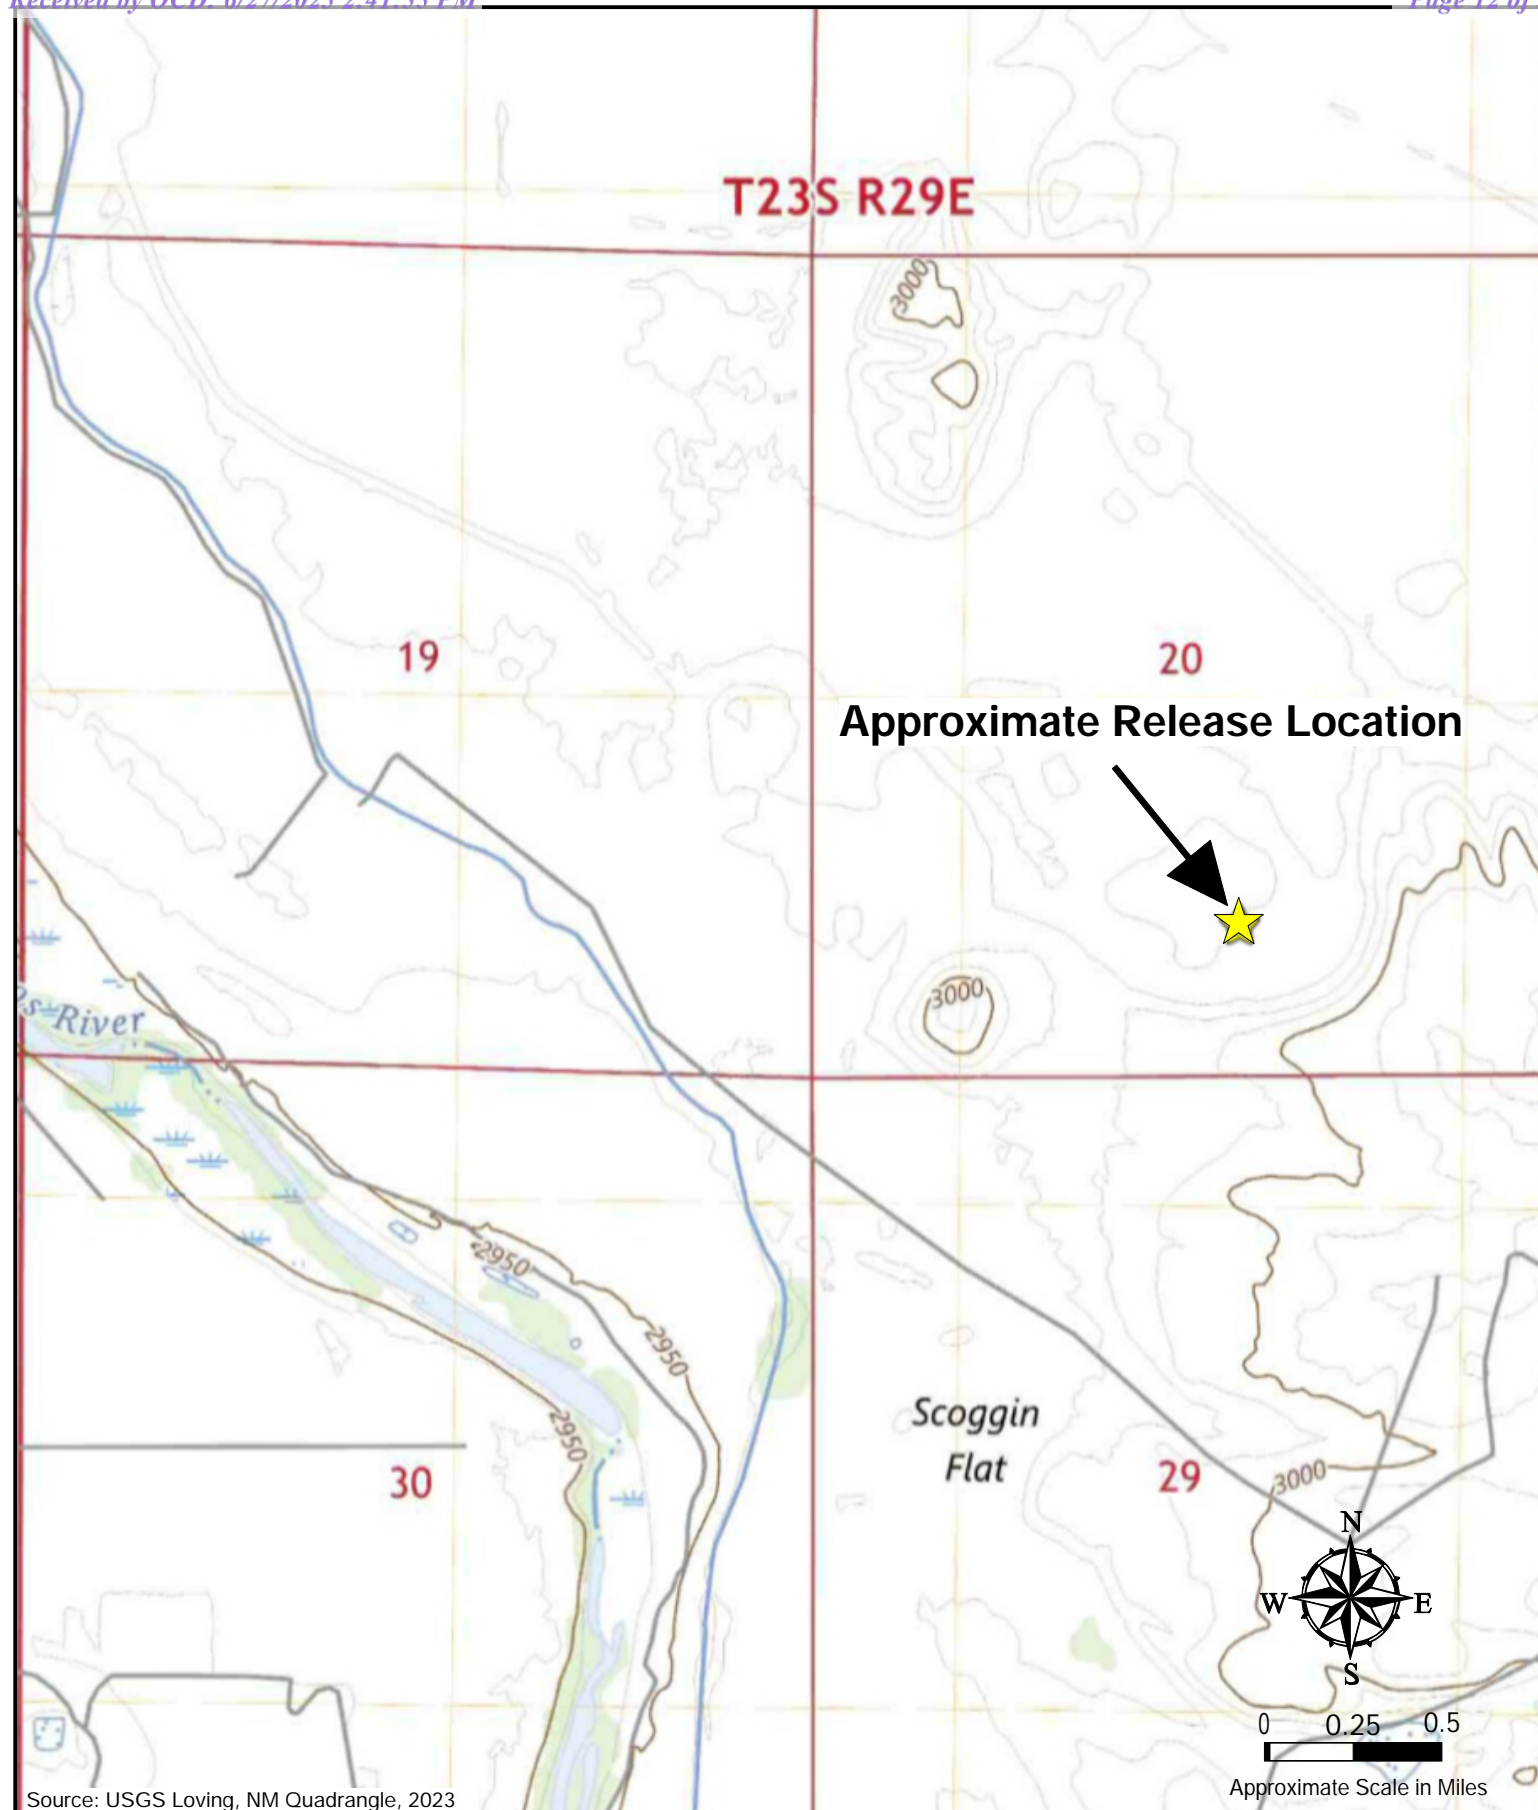 T23S R29E
3000
19
20
Approximate Release Location
3000
River
2950
2950
2950
Scoggin
Flat
30
29
3000
N
W
E
S
0 0.25 0.5
Approximate Scale in Miles
Source: USGS Loving, NM Quadrangle, 2023